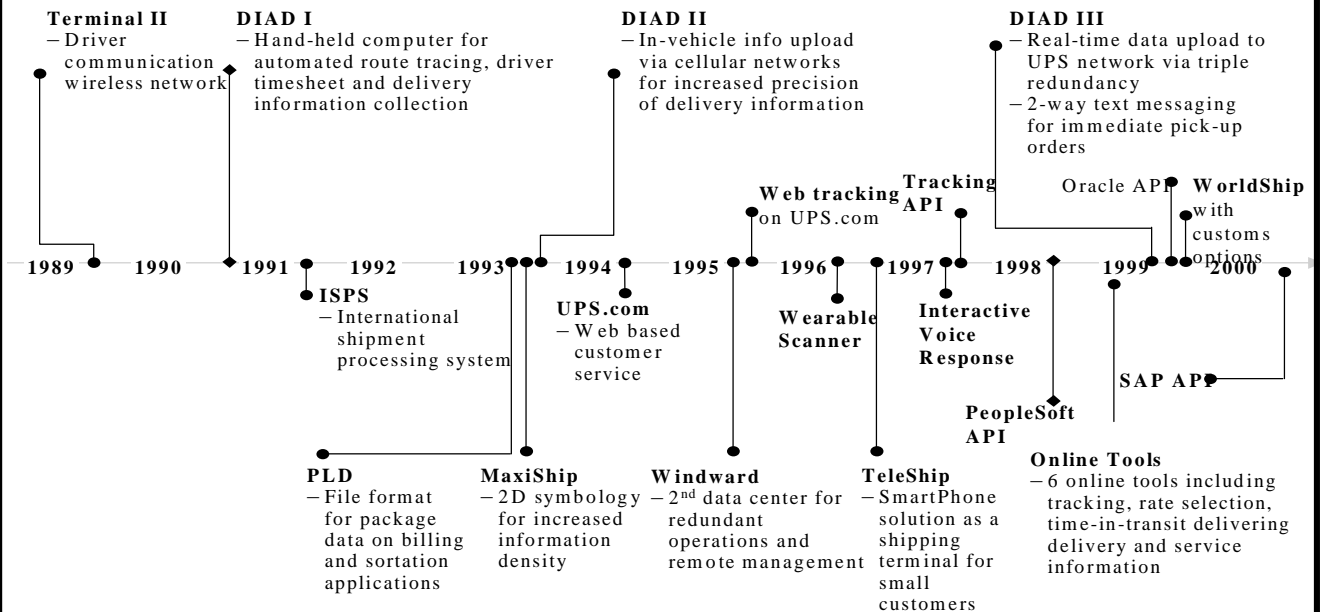 Terminal II
– Driver
communication
wireless network
DIAD I
– Hand-held computer for
automated route tracing, driver
timesheet and delivery
information collection
DIAD II
– In-vehicle info upload
via cellular networks
for increased precision
of delivery information
DIAD III
– Real-time data upload to
UPS network via triple
redundancy
– 2-way text messaging
for immediate pick-up
orders
Web tracking
on UPS.com
Tracking
API
Oracle API
WorldShip
with
customs
options
1989 1990 1991 1992 1993 1994 1995 1996 1997 1998 1999 2000
ISPS
– International
shipment
processing system
UPS.com
– Web based
customer
service
Wearable
Scanner
Interactive
Voice
Response
SAP API
PeopleSoft
API
PLD
– File format
for package
data on billing
and sortation
applications
MaxiShip
– 2D symbology
for increased
information
density
Windward
– 2nd data center for
redundant
operations and
remote management
TeleShip
– SmartPhone
solution as a
shipping
terminal for
small
customers
Online Tools
– 6 online tools including
tracking, rate selection,
time-in-transit delivering
delivery and service
information